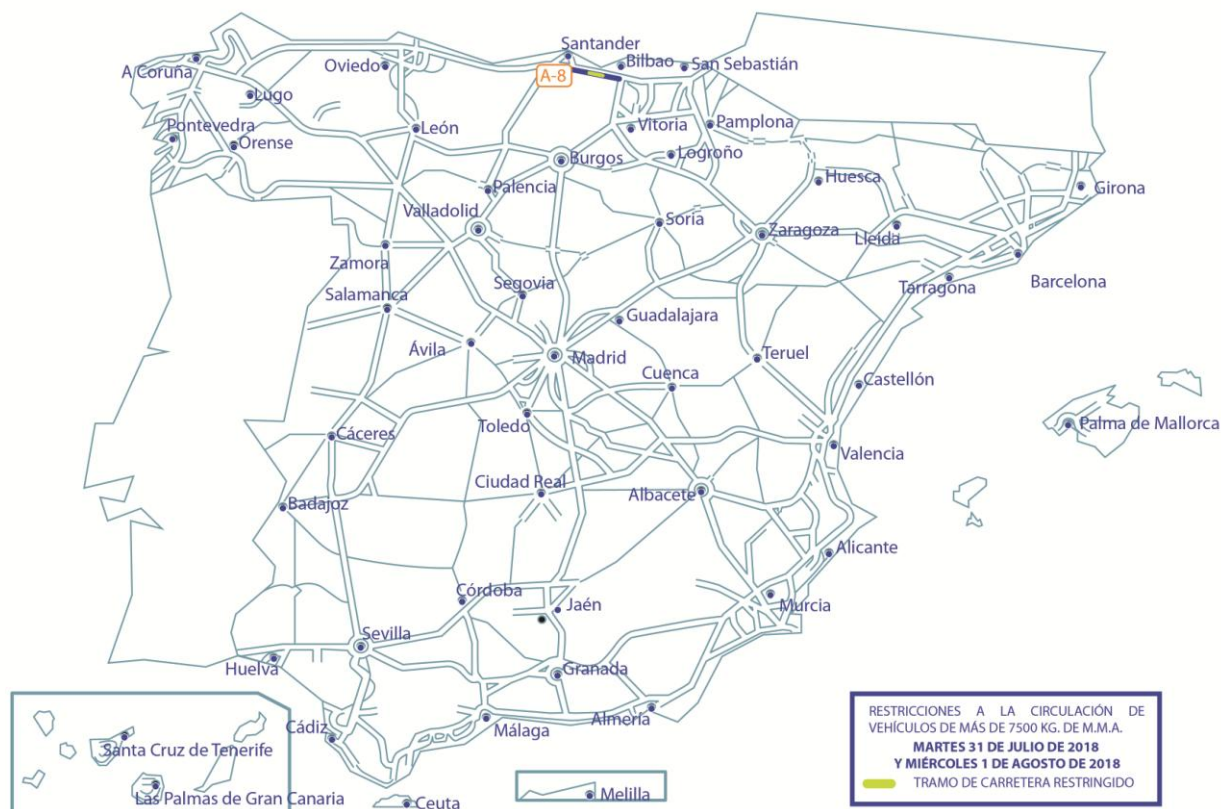 Santander
Bilbao
San Sebastián
A Coruña
Oviedo
A-8
Lugo
Pontevedra
Orense
León
Vitoria
Pamplona
Burgos
Logroño
Palencia
Huesca
Girona
Valladolid
Soria
Zaragoza
Lleida
Zamora
Barcelona
Segovia
Tarragona
Salamanca
Guadalajara
Ávila
Madrid
Teruel
Cuenca
Castellón
Toledo
Palma de Mallorca
Cáceres
Valencia
Ciudad Real
Albacete
Badajoz
Alicante
Córdoba
Jaén
Murcia
Sevilla
Huelva
Granada
Cádiz
Málaga
Almería
Santa Cruz de Tenerife
Las Palmas de Gran Canaria
Ceuta
Melilla
RESTRICCIONES A LA CIRCULACIÓN DE
VEHÍCULOS DE MÁS DE 7500 KG. DE M.M.A.
MARTES 31 DE JULIO DE 2018
Y MIÉRCOLES 1 DE AGOSTO DE 2018
TRAMO DE CARRETERA RESTRINGIDO